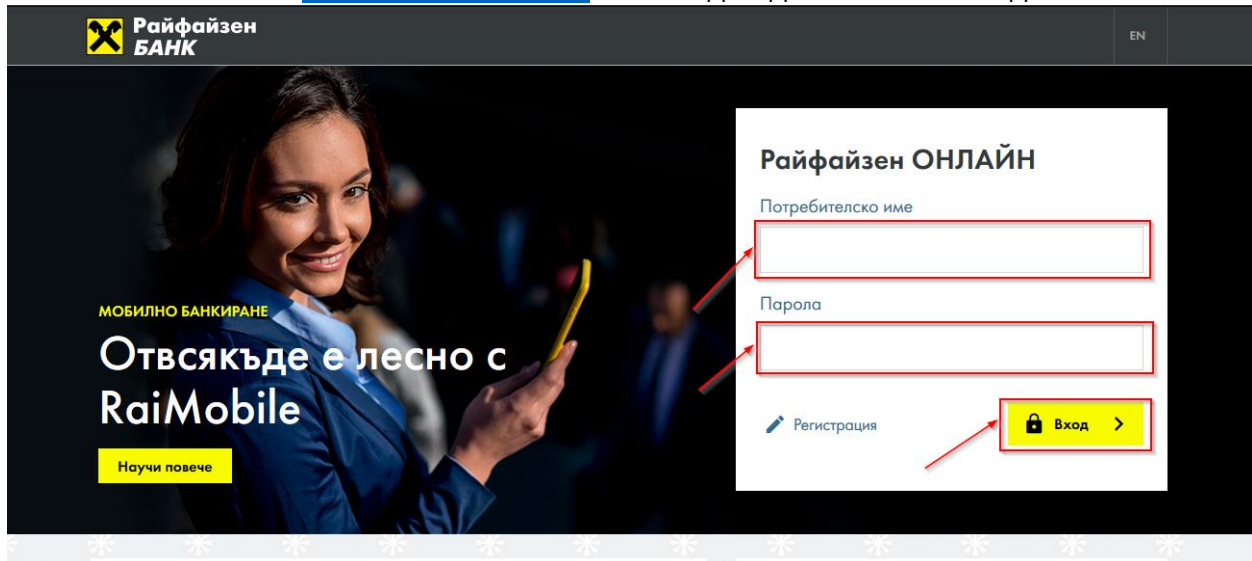 Райфайзен
БАНК
EN
Райфайзен ОНЛАЙН
Потребителско име
Парола
Регистрация
Вход
МОБИЛНО БАНКИРАНЕ
Отвсякъде е лесно с
RaiMobile
Научи повече